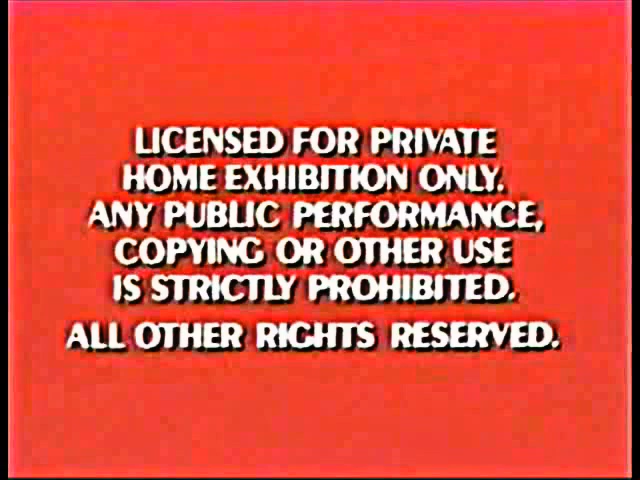 LICENSED FOR PRIVATE
HOME EXHIBITION ONLY.
ANY PUBLIC PERFORMANCE,
COPYING OR OTHER USE
IS STRICTLY PROHIBITED.
ALL OTHER RIGHTS RESERVED.